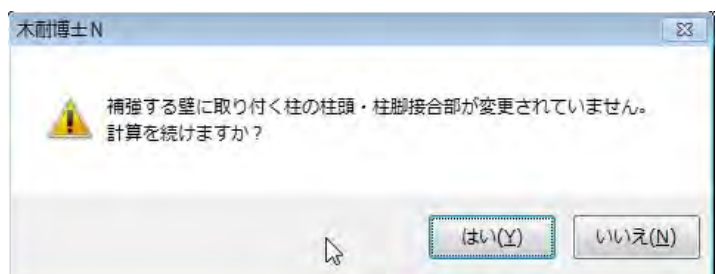 木耐博士N
補強する壁に取り付く柱の柱頭・柱脚接合部が変更されていません。
計算を続けますか？
はい(Y)
いいえ(N)